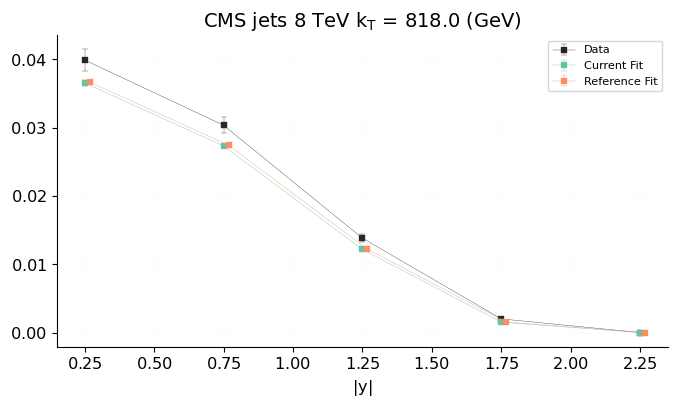 CMS jets 8 TeV k_T = 818.0 (GeV)
Data
Current Fit
Reference Fit
0.04
0.03
0.02
0.01
0.00
0.25 0.50 0.75 1.00 1.25 1.50 1.75 2.00 2.25
|y|